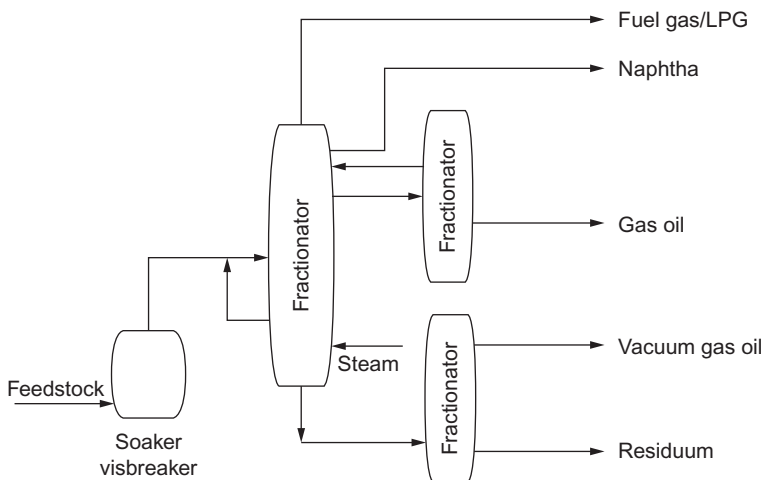 Fuel gas/LPG
Naphtha
Fractionator
Fractionator
Gas oil
Steam
Fractionator
Vacuum gas oil
Feedstock
Soaker
visbreaker
Residuum